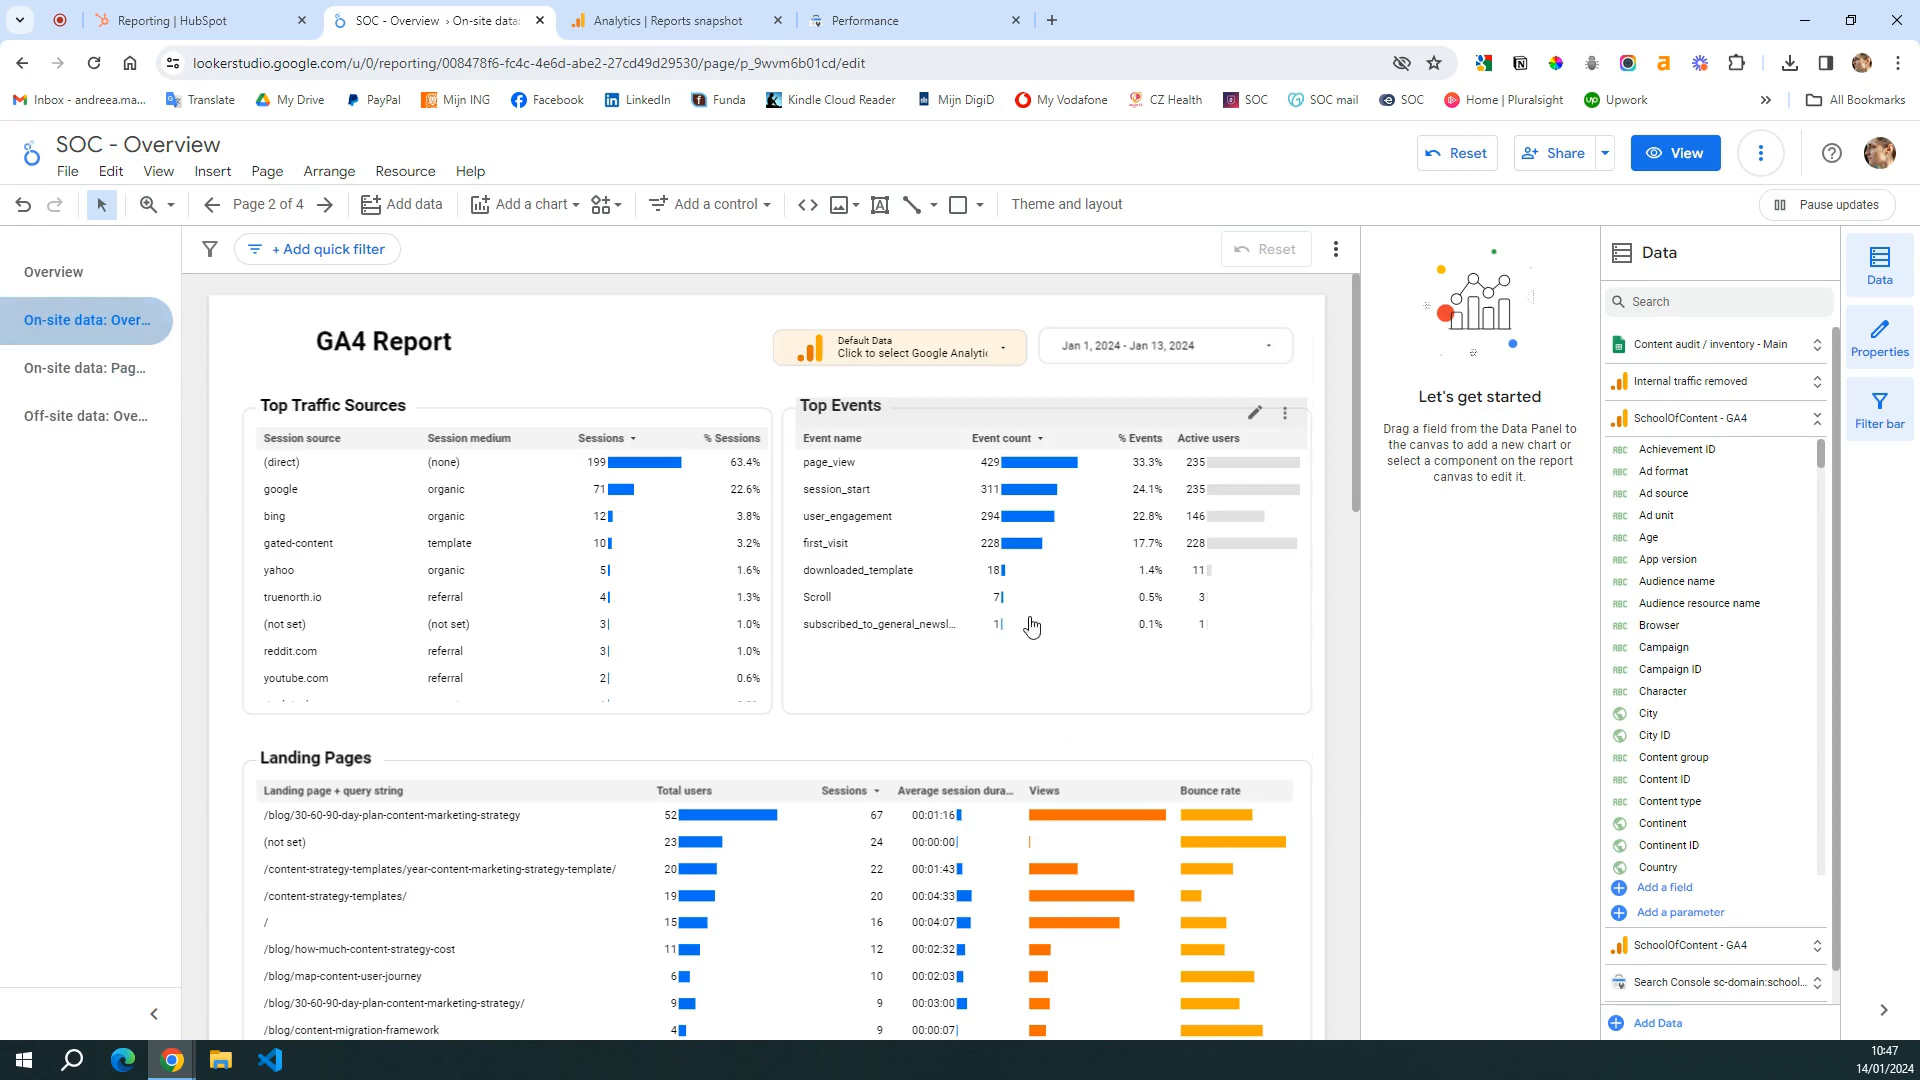 Reporting | HubSpot
SOC - Overview › On-site data:
Analytics | Reports snapshot
Performance
lookerstudio.google.com/u/0/reporting/008478f6-fc4c-4e6d-abe2-27cd49d29530/page/p_9wvm6b01cd/edit
Inbox - andreea.ma...
Translate
My Drive
PayPal
Mijn ING
Facebook
LinkedIn
Funda
Kindle Cloud Reader
Mijn DigiD
My Vodafone
CZ Health
SOC
SOC mail
SOC
Home | Pluralsight
Upwork
All Bookmarks
SOC - Overview
File Edit View Insert Page Arrange Resource Help
Reset
Share
View
Page 2 of 4
Add data
Add a chart
Add a control
Theme and layout
Pause updates
Overview
On-site data: Over...
On-site data: Pag...
Off-site data: Ove...
+ Add quick filter
Reset
GA4 Report
Default Data
Click to select Google Analytic
Jan 1, 2024 - Jan 13, 2024
Top Traffic Sources
Session source Session medium Sessions % Sessions
(direct) (none) 199 63.4%
google organic 71 22.6%
bing organic 12 3.8%
gated-content template 10 3.2%
yahoo organic 5 1.6%
truenorth.io referral 4 1.3%
(not set) (not set) 3 1.0%
reddit.com referral 3 1.0%
youtube.com referral 2 0.6%
Top Events
Event name Event count % Events Active users
page_view 429 33.3% 235
session_start 311 24.1% 235
user_engagement 294 22.8% 146
first_visit 228 17.7% 228
downloaded_template 18 1.4% 11
Scroll 7 0.5% 3
subscribed_to_general_newsl... 1 0.1% 1
Landing Pages
Landing page + query string Total users Sessions Average session dura... Views Bounce rate
/blog/30-60-90-day-plan-content-marketing-strategy 52 67 00:01:16
(not set) 23 24 00:00:00
/content-strategy-templates/year-content-marketing-strategy-template/ 20 22 00:01:43
/content-strategy-templates/ 19 20 00:04:33
/ 15 16 00:04:07
/blog/how-much-content-strategy-cost 11 12 00:02:32
/blog/map-content-user-journey 6 10 00:02:03
/blog/30-60-90-day-plan-content-marketing-strategy/ 9 9 00:03:00
/blog/content-migration-framework 4 9 00:00:07
Let's get started
Drag a field from the Data Panel to
the canvas to add a new chart or
select a component on the report
canvas to edit it.
Data
Search
Content audit / inventory - Main
Internal traffic removed
SchoolOfContent - GA4
ABC Achievement ID
ABC Ad format
ABC Ad source
ABC Ad unit
ABC Age
ABC App version
ABC Audience name
ABC Audience resource name
ABC Browser
ABC Campaign
ABC Campaign ID
ABC Character
City
City ID
ABC Content group
ABC Content ID
ABC Content type
Continent
Continent ID
Country
Add a field
Add a parameter
SchoolOfContent - GA4
Search Console sc-domain:school...
Add Data
Data
Properties
Filter bar
10:47
14/01/2024